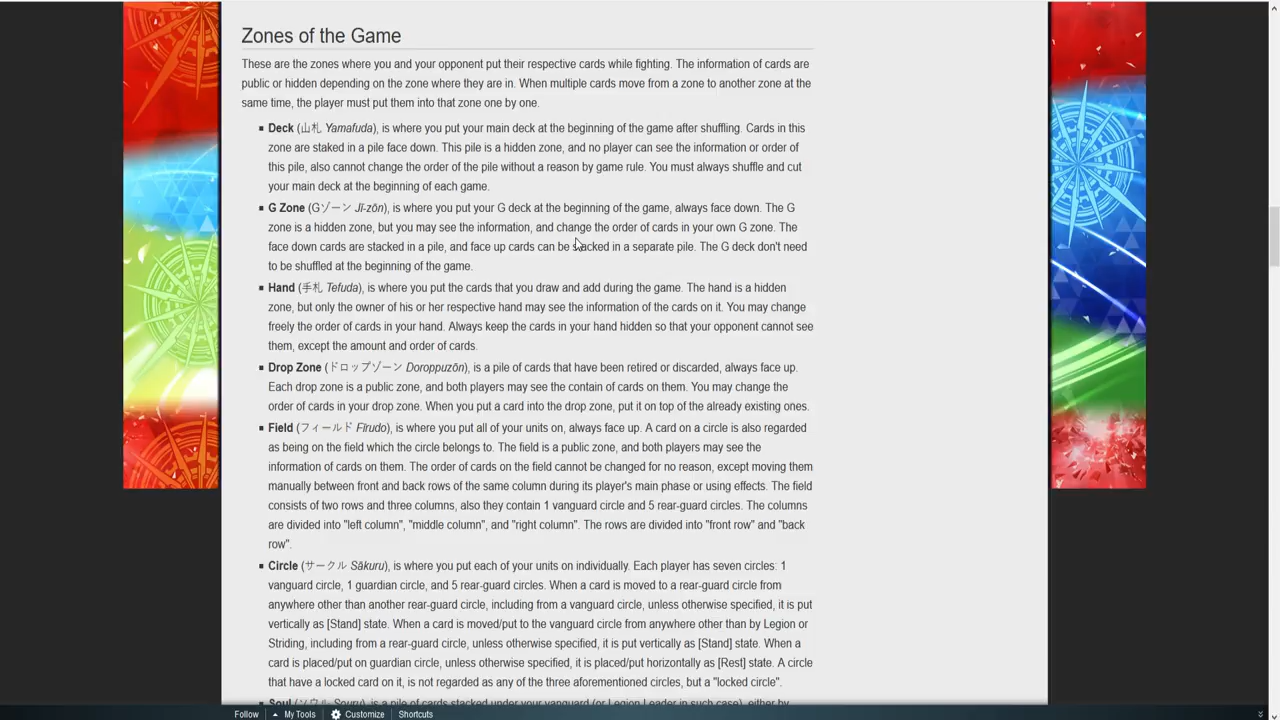 Zones of the Game
These are the zones where you and your opponent put their respective cards while fighting. The information of cards are
public or hidden depending on the zone where they are in. When multiple cards move from a zone to another zone at the
same time, the player must put them into that zone one by one.
Deck (山札 Yamafuda), is where you put your main deck at the beginning of the game after shuffling. Cards in this
zone are staked in a pile face down. This pile is a hidden zone, and no player can see the information or order of
this pile, also cannot change the order of the pile without a reason by game rule. You must always shuffle and cut
your main deck at the beginning of each game.
G Zone (Gゾーン Jī-zōn), is where you put your G deck at the beginning of the game, always face down. The G
zone is a hidden zone, but you may see the information, and change the order of cards in your own G zone. The
face down cards are stacked in a pile, and face up cards can be stacked in a separate pile. The G deck don't need
to be shuffled at the beginning of the game.
Hand (手札 Tefuda), is where you put the cards that you draw and add during the game. The hand is a hidden
zone, but only the owner of his or her respective hand may see the information of the cards on it. You may change
freely the order of cards in your hand. Always keep the cards in your hand hidden so that your opponent cannot see
them, except the amount and order of cards.
Drop Zone (ドロップゾーン Doroppuzōn), is a pile of cards that have been retired or discarded, always face up.
Each drop zone is a public zone, and both players may see the contain of cards on them. You may change the
order of cards in your drop zone. When you put a card into the drop zone, put it on top of the already existing ones.
Field (フィールド Fīrudo), is where you put all of your units on, always face up. A card on a circle is also regarded
as being on the field which the circle belongs to. The field is a public zone, and both players may see the
information of cards on them. The order of cards on the field cannot be changed for no reason, except moving them
manually between front and back rows of the same column during its player's main phase or using effects. The field
consists of two rows and three columns, also they contain 1 vanguard circle and 5 rear-guard circles. The columns
are divided into "left column", "middle column", and "right column". The rows are divided into "front row" and "back
row".
Circle (サークル Sākuru), is where you put each of your units on individually. Each player has seven circles: 1
vanguard circle, 1 guardian circle, and 5 rear-guard circles. When a card is moved to a rear-guard circle from
anywhere other than another rear-guard circle, including from a vanguard circle, unless otherwise specified, it is put
vertically as [Stand] state. When a card is moved/put to the vanguard circle from anywhere other than by Legion or
Striding, including from a rear-guard circle, unless otherwise specified, it is put vertically as [Stand] state. When a
card is placed/put on guardian circle, unless otherwise specified, it is placed/put horizontally as [Rest] state. A circle
that have a locked card on it, is not regarded as any of the three aforementioned circles, but a "locked circle".
Soul (ソウル Souru), is a pile of cards stacked under your vanguard (or Legion Leader in such case), either by
Follow My Tools Customize Shortcuts